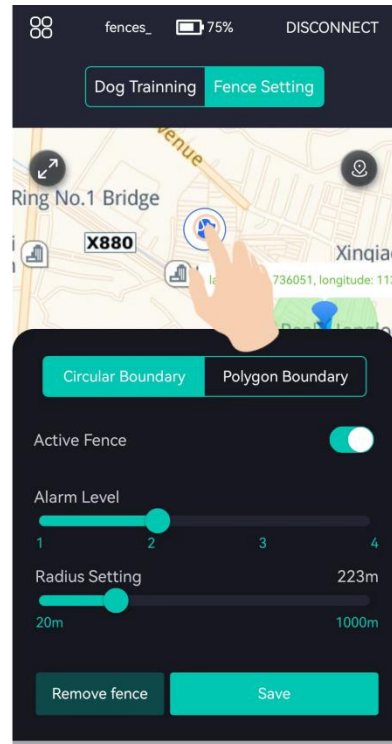 fences_ 75% DISCONNECT
Dog Trainning Fence Setting
venue
Ring No.1 Bridge
X880
Xinqia
736051, longitude: 113
Circular Boundary Polygon Boundary
Active Fence
Alarm Level
1 2 3 4
Radius Setting 223m
20m 1000m
Remove fence Save